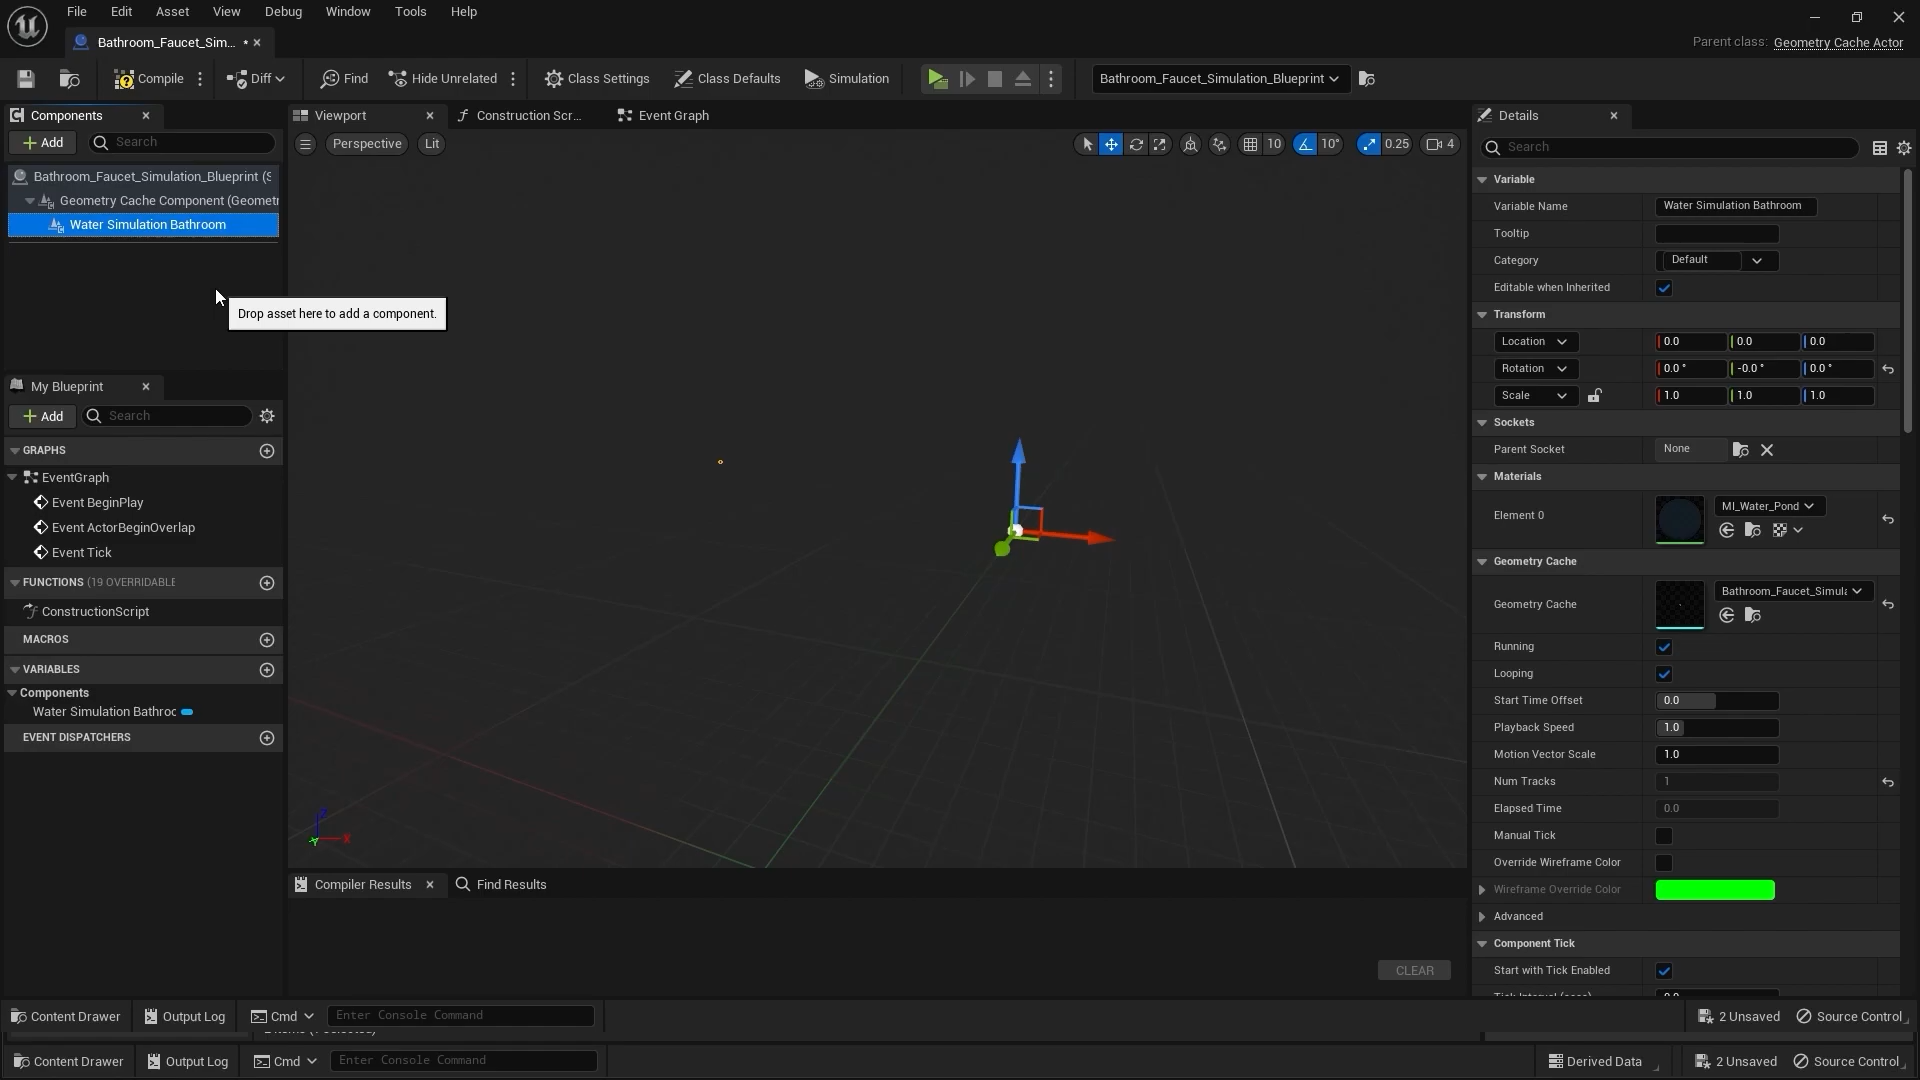 File Edit Asset View Debug Window Tools Help
Bathroom_Faucet_Sim... *
Parent class: Geometry Cache Actor
Compile Diff Find Hide Unrelated Class Settings Class Defaults Simulation Bathroom_Faucet_Simulation_Blueprint
Components
Add Search
Bathroom_Faucet_Simulation_Blueprint (S
Geometry Cache Component (Geometr
Water Simulation Bathroom
Drop asset here to add a component.
My Blueprint
Add Search
GRAPHS
EventGraph
Event BeginPlay
Event ActorBeginOverlap
Event Tick
FUNCTIONS (19 OVERRIDABLE
ConstructionScript
MACROS
VARIABLES
Components
Water Simulation Bathroc
EVENT DISPATCHERS
Viewport Construction Scr... Event Graph
Perspective Lit 10 10° 0.25 4
Z
X
Y
Compiler Results Find Results
CLEAR
Details
Search
Variable
Variable Name Water Simulation Bathroom
Tooltip
Category Default
Editable when Inherited
Transform
Location 0.0 0.0 0.0
Rotation 0.0 ° -0.0 ° 0.0 °
Scale 1.0 1.0 1.0
Sockets
Parent Socket None
Materials
Element 0 MI_Water_Pond
Geometry Cache
Geometry Cache Bathroom_Faucet_Simula
Running
Looping
Start Time Offset 0.0
Playback Speed 1.0
Motion Vector Scale 1.0
Num Tracks 1
Elapsed Time 0.0
Manual Tick
Override Wireframe Color
Wireframe Override Color
Advanced
Component Tick
Start with Tick Enabled
Content Drawer Output Log Cmd Enter Console Command 2 Unsaved Source Control
Content Drawer Output Log Cmd Enter Console Command Derived Data 2 Unsaved Source Control